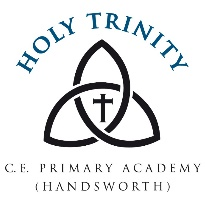 HOLY TRINITY
C.E. PRIMARY ACADEMY
(HANDSWORTH)